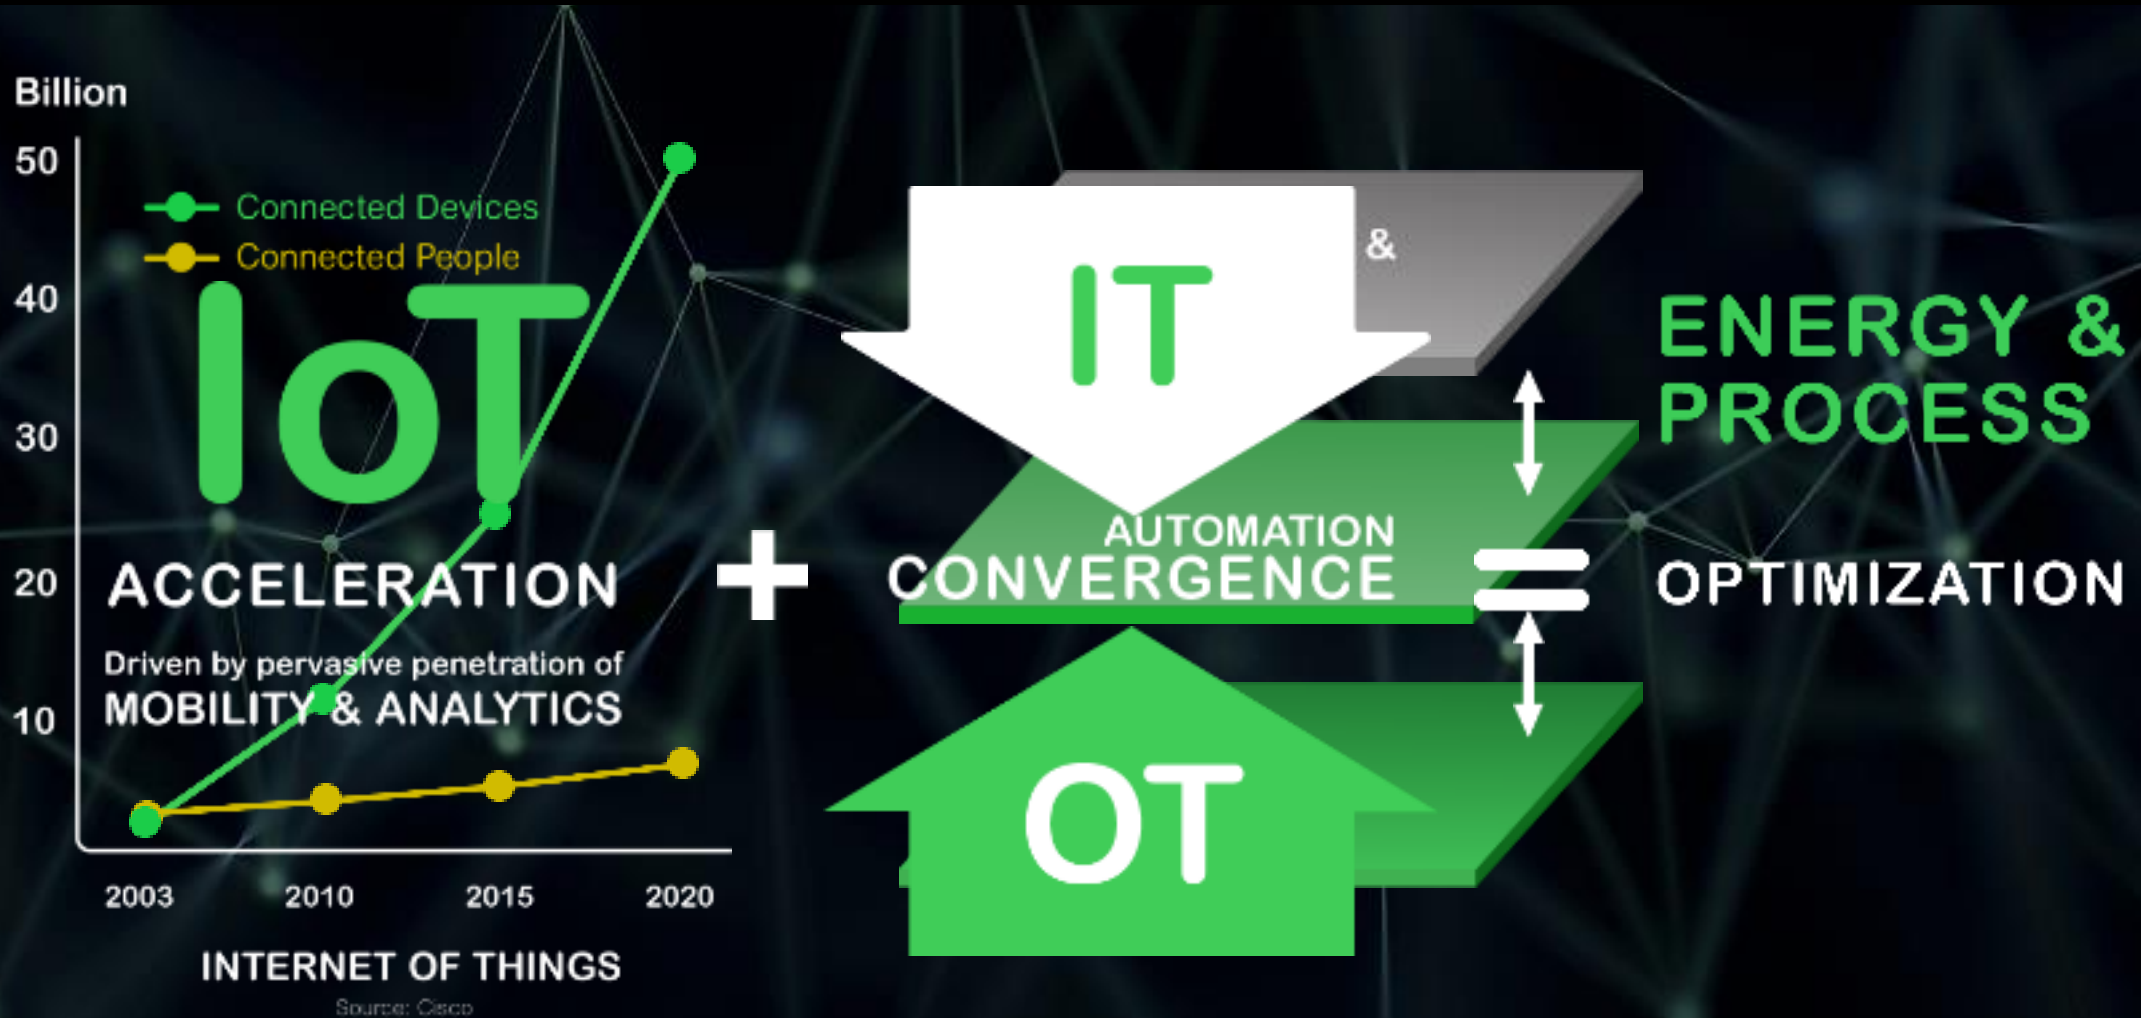 Billion
50
40
30
20
10
Connected Devices
Connected People
IoT
ACCELERATION
Driven by pervasive penetration of
MOBILITY & ANALYTICS
2003 2010 2015 2020
INTERNET OF THINGS
Source: Cisco
+
IT
&
AUTOMATION
CONVERGENCE
OT
=
ENERGY &
PROCESS
OPTIMIZATION